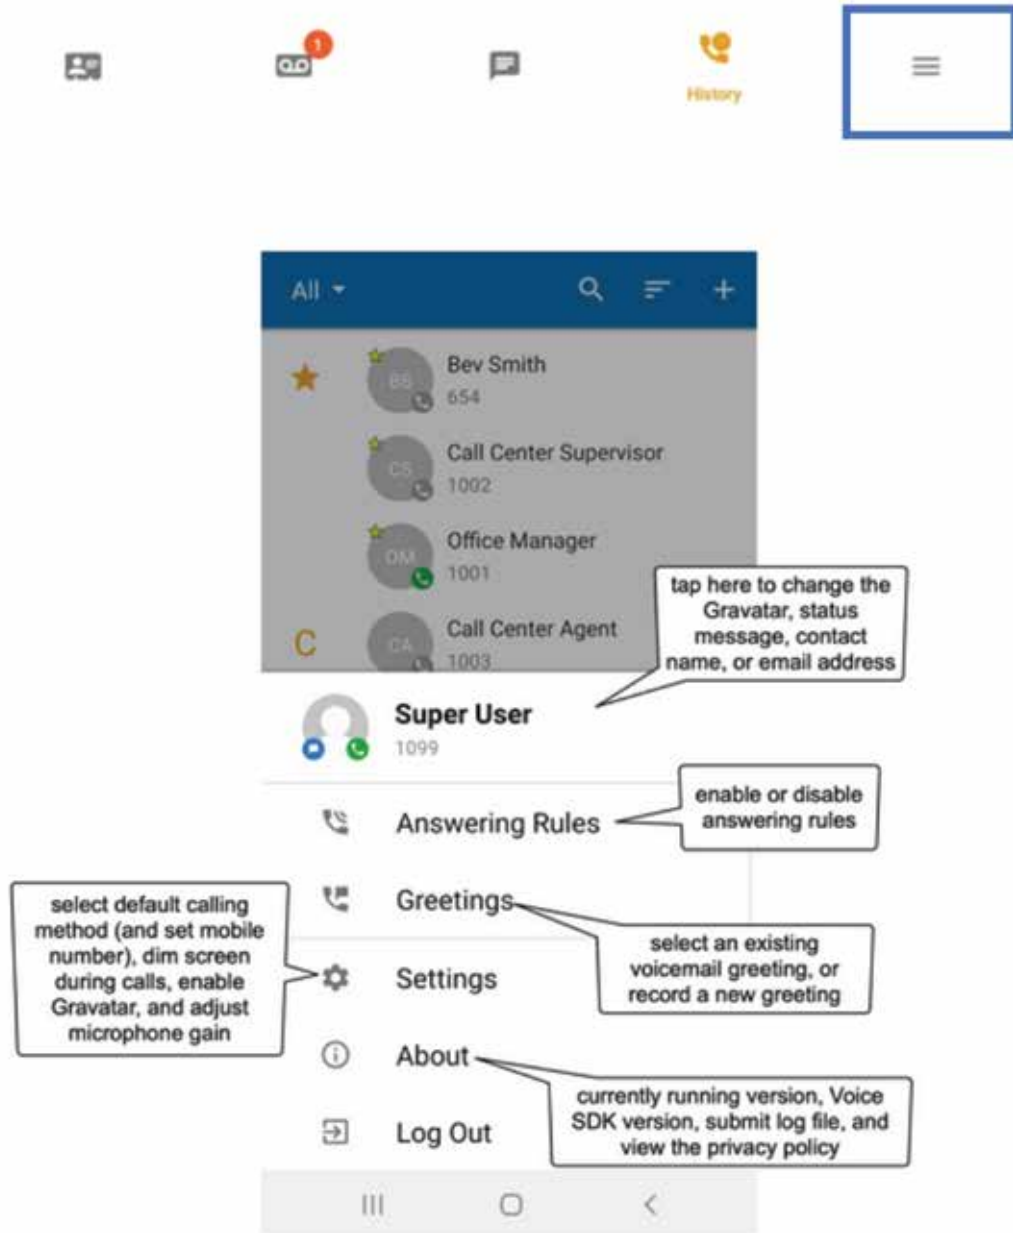 1
History
All
BS
Bev Smith
654
CS
Call Center Supervisor
1002
OM
Office Manager
1001
C
CA
Call Center Agent
1003
tap here to change the
Gravatar, status
message, contact
name, or email address
Super User
1099
enable or disable
answering rules
Answering Rules
select default calling
method (and set mobile
number), dim screen
during calls, enable
Gravatar, and adjust
microphone gain
Greetings
select an existing
voicemail greeting, or
record a new greeting
Settings
About
currently running version, Voice
SDK version, submit log file, and
view the privacy policy
Log Out